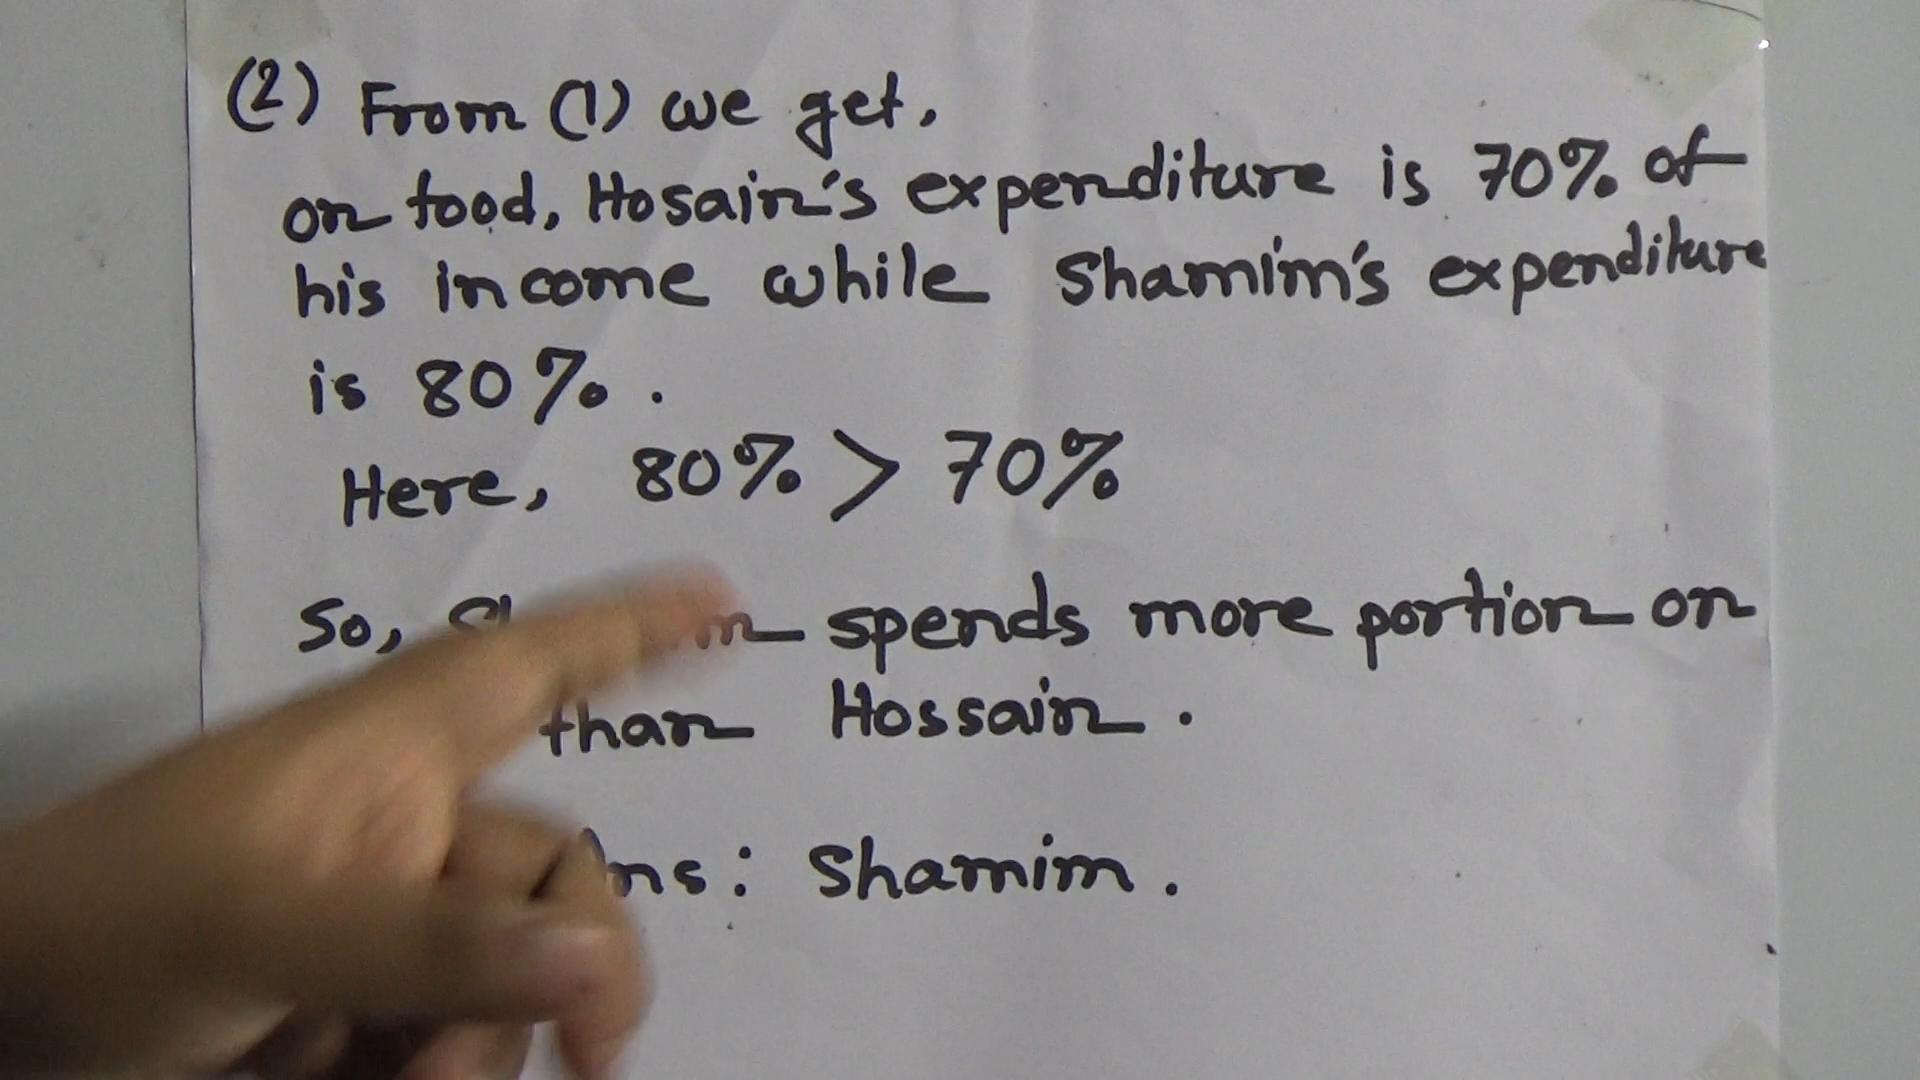 (2) From (1) we get,
on food, Hosain's expenditure is 70% of
his income while Shamim's expenditure
is 80%.
Here, 80% > 70%
So, spends more portion on
than Hossain.
Ans: Shamim.